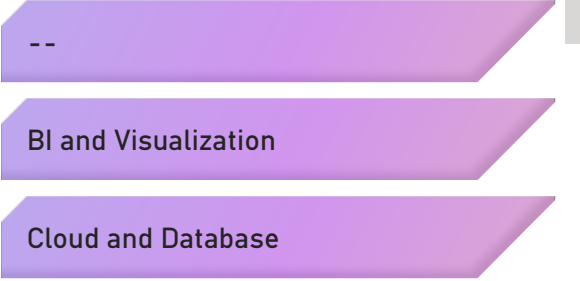 --
BI and Visualization
Cloud and Database